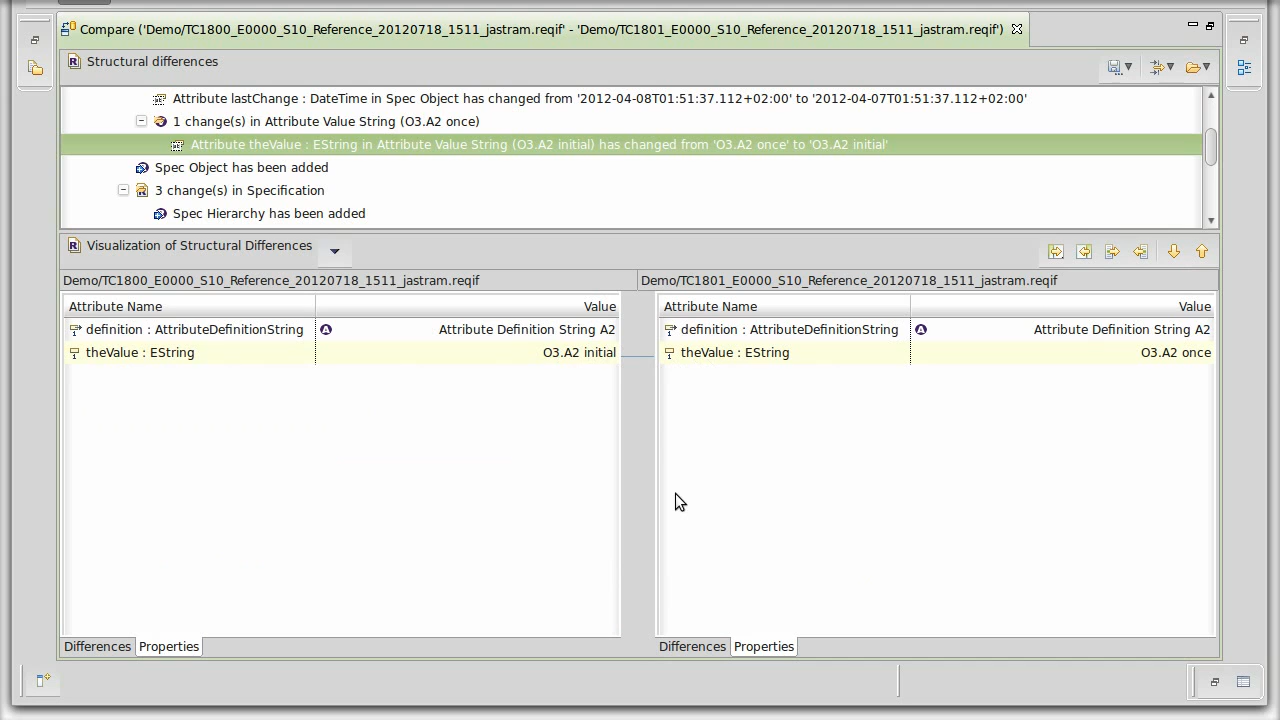 Compare ('Demo/TC1800_E0000_S10_Reference_20120718_1511_jastram.reqif' - 'Demo/TC1801_E0000_S10_Reference_20120718_1511_jastram.reqif')
Structural differences
Attribute lastChange : DateTime in Spec Object has changed from '2012-04-08T01:51:37.112+02:00' to '2012-04-07T01:51:37.112+02:00'
1 change(s) in Attribute Value String (O3.A2 once)
Attribute theValue : EString in Attribute Value String (O3.A2 initial) has changed from 'O3.A2 once' to 'O3.A2 initial'
Spec Object has been added
3 change(s) in Specification
Spec Hierarchy has been added
Visualization of Structural Differences
Demo/TC1800_E0000_S10_Reference_20120718_1511_jastram.reqif Demo/TC1801_E0000_S10_Reference_20120718_1511_jastram.reqif
Attribute Name Value Attribute Name Value
definition : AttributeDefinitionString Attribute Definition String A2 definition : AttributeDefinitionString Attribute Definition String A2
theValue : EString O3.A2 initial theValue : EString O3.A2 once
Differences Properties Differences Properties